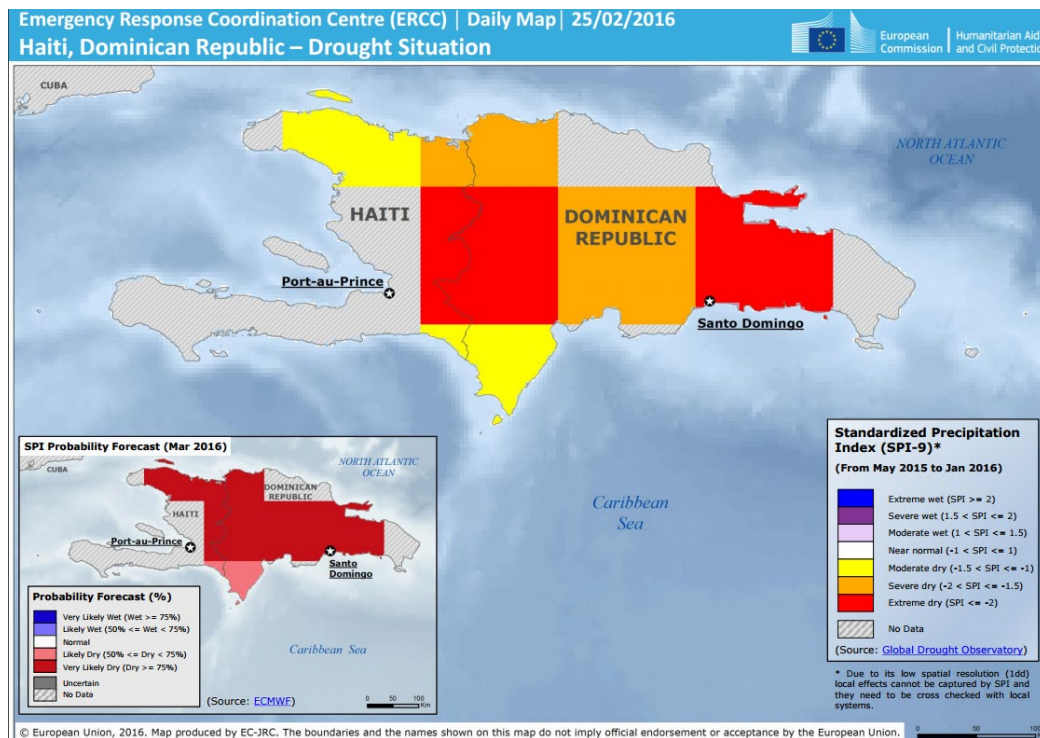 Emergency Response Coordination Centre (ERCC) | Daily Map | 25/02/2016
Haiti, Dominican Republic – Drought Situation
European Commission
Humanitarian Aid and Civil Protection
CUBA
NORTH ATLANTIC
OCEAN
HAITI
DOMINICAN
REPUBLIC
Port-au-Prince
Santo Domingo
Caribbean
Sea
SPI Probability Forecast (Mar 2016)
CUBA
NORTH ATLANTIC
OCEAN
DOMINICAN
REPUBLIC
HAITI
Port-au-Prince
Santo
Domingo
Caribbean Sea
Probability Forecast (%)
Very Likely Wet (Wet >= 75%)
Likely Wet (50% <= Wet < 75%)
Normal
Likely Dry (50% <= Dry < 75%)
Very Likely Dry (Dry >= 75%)
Uncertain
No Data
(Source: ECMWF)
0 50 100
Km
Standardized Precipitation
Index (SPI-9)*
(From May 2015 to Jan 2016)
Extreme wet (SPI >= 2)
Severe wet (1.5 < SPI <= 2)
Moderate wet (1 < SPI <= 1.5)
Near normal (-1 < SPI <= 1)
Moderate dry (-1.5 < SPI <= -1)
Severe dry (-2 < SPI <= -1.5)
Extreme dry (SPI <= -2)
No Data
(Source: Global Drought Observatory)
* Due to its low spatial resolution (1dd)
local effects cannot be captured by SPI and
they need to be cross checked with local
systems.
0 50 100
© European Union, 2016. Map produced by EC-JRC. The boundaries and the names shown on this map do not imply official endorsement or acceptance by the European Union.